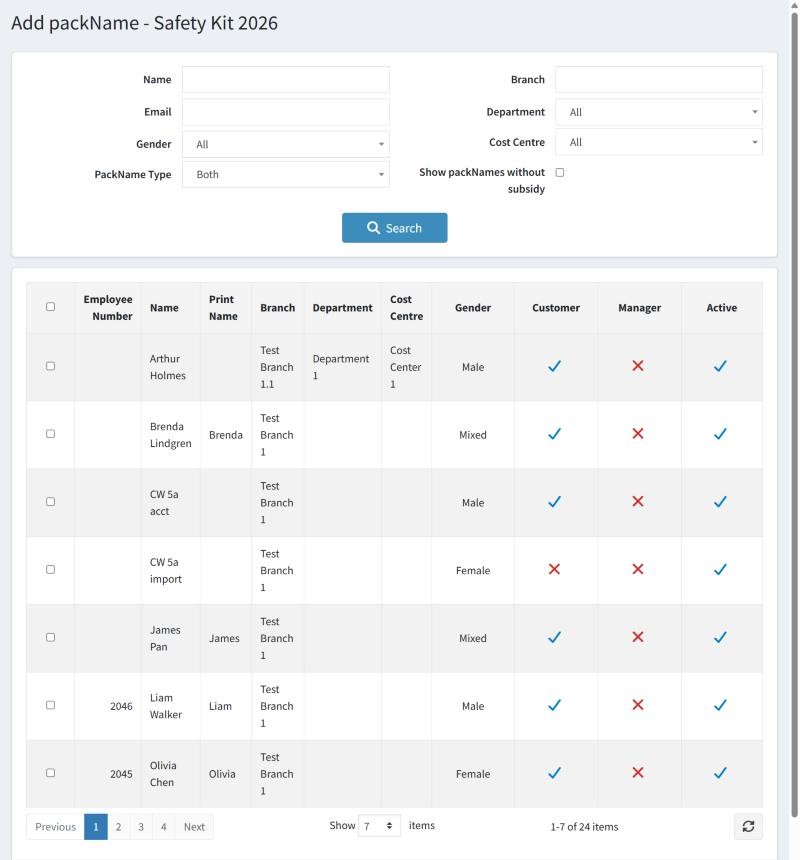 Add packName - Safety Kit 2026
Name
Branch
Email
Department All
Gender All
Cost Centre All
PackName Type Both
Show packNames without
subsidy
Search
Employee
Number
Name
Print
Name
Branch
Department
Cost
Centre
Gender
Customer
Manager
Active
Arthur
Holmes
Test
Branch
1.1
Department
1
Cost
Center
1
Male
Brenda
Lindgren
Brenda
Test
Branch
1
Mixed
CW 5a
acct
Test
Branch
1
Male
CW 5a
import
Test
Branch
1
Female
James
Pan
James
Test
Branch
1
Mixed
2046
Liam
Walker
Liam
Test
Branch
1
Male
2045
Olivia
Chen
Olivia
Test
Branch
1
Female
Previous 1 2 3 4 Next
Show 7 items
1-7 of 24 items